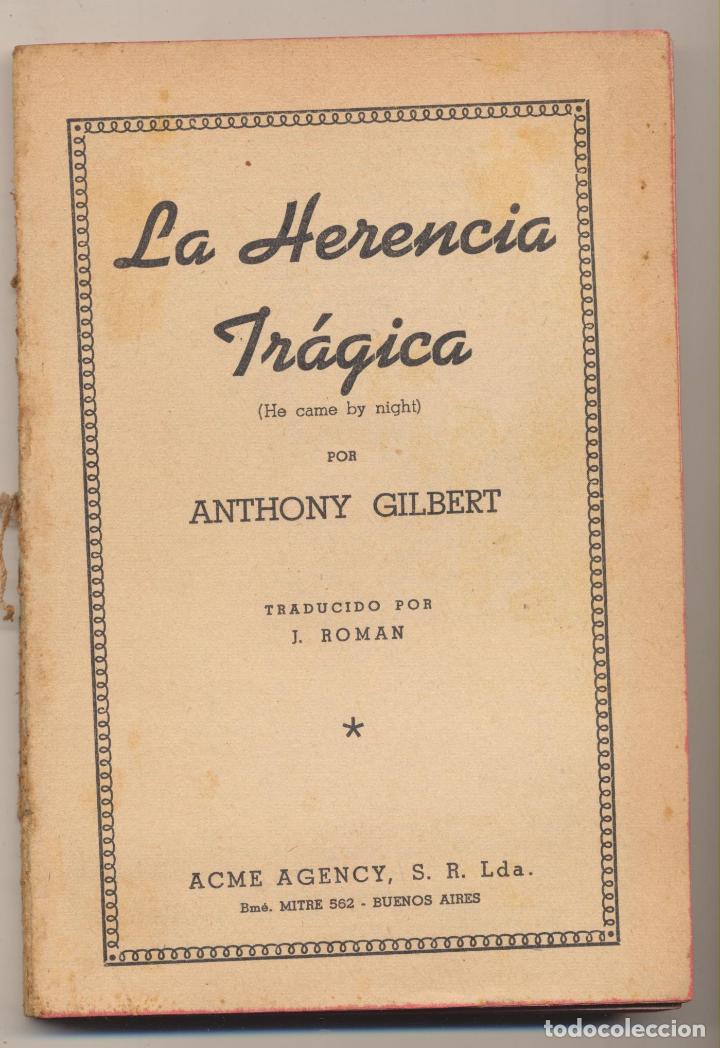 La Herencia
Trágica
(He came by night)
POR
ANTHONY GILBERT
TRADUCIDO POR
J. ROMAN
*
ACME AGENCY, S. R. Lda.
Bmé. MITRE 562 - BUENOS AIRES
todocoleccion